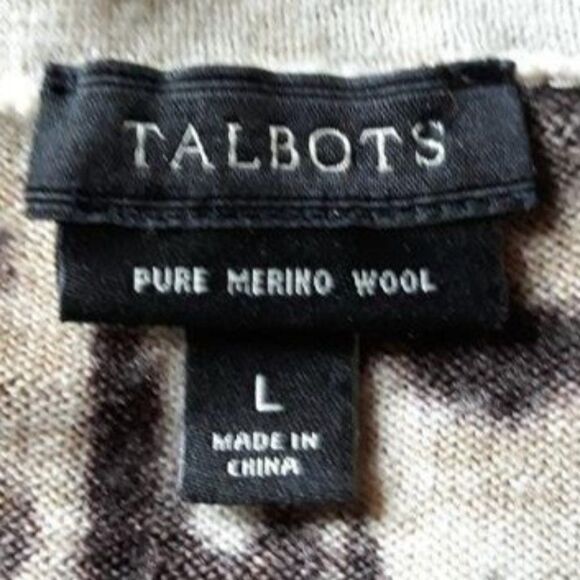 TALBOTS
PURE MERINO WOOL
L
MADE IN
CHINA